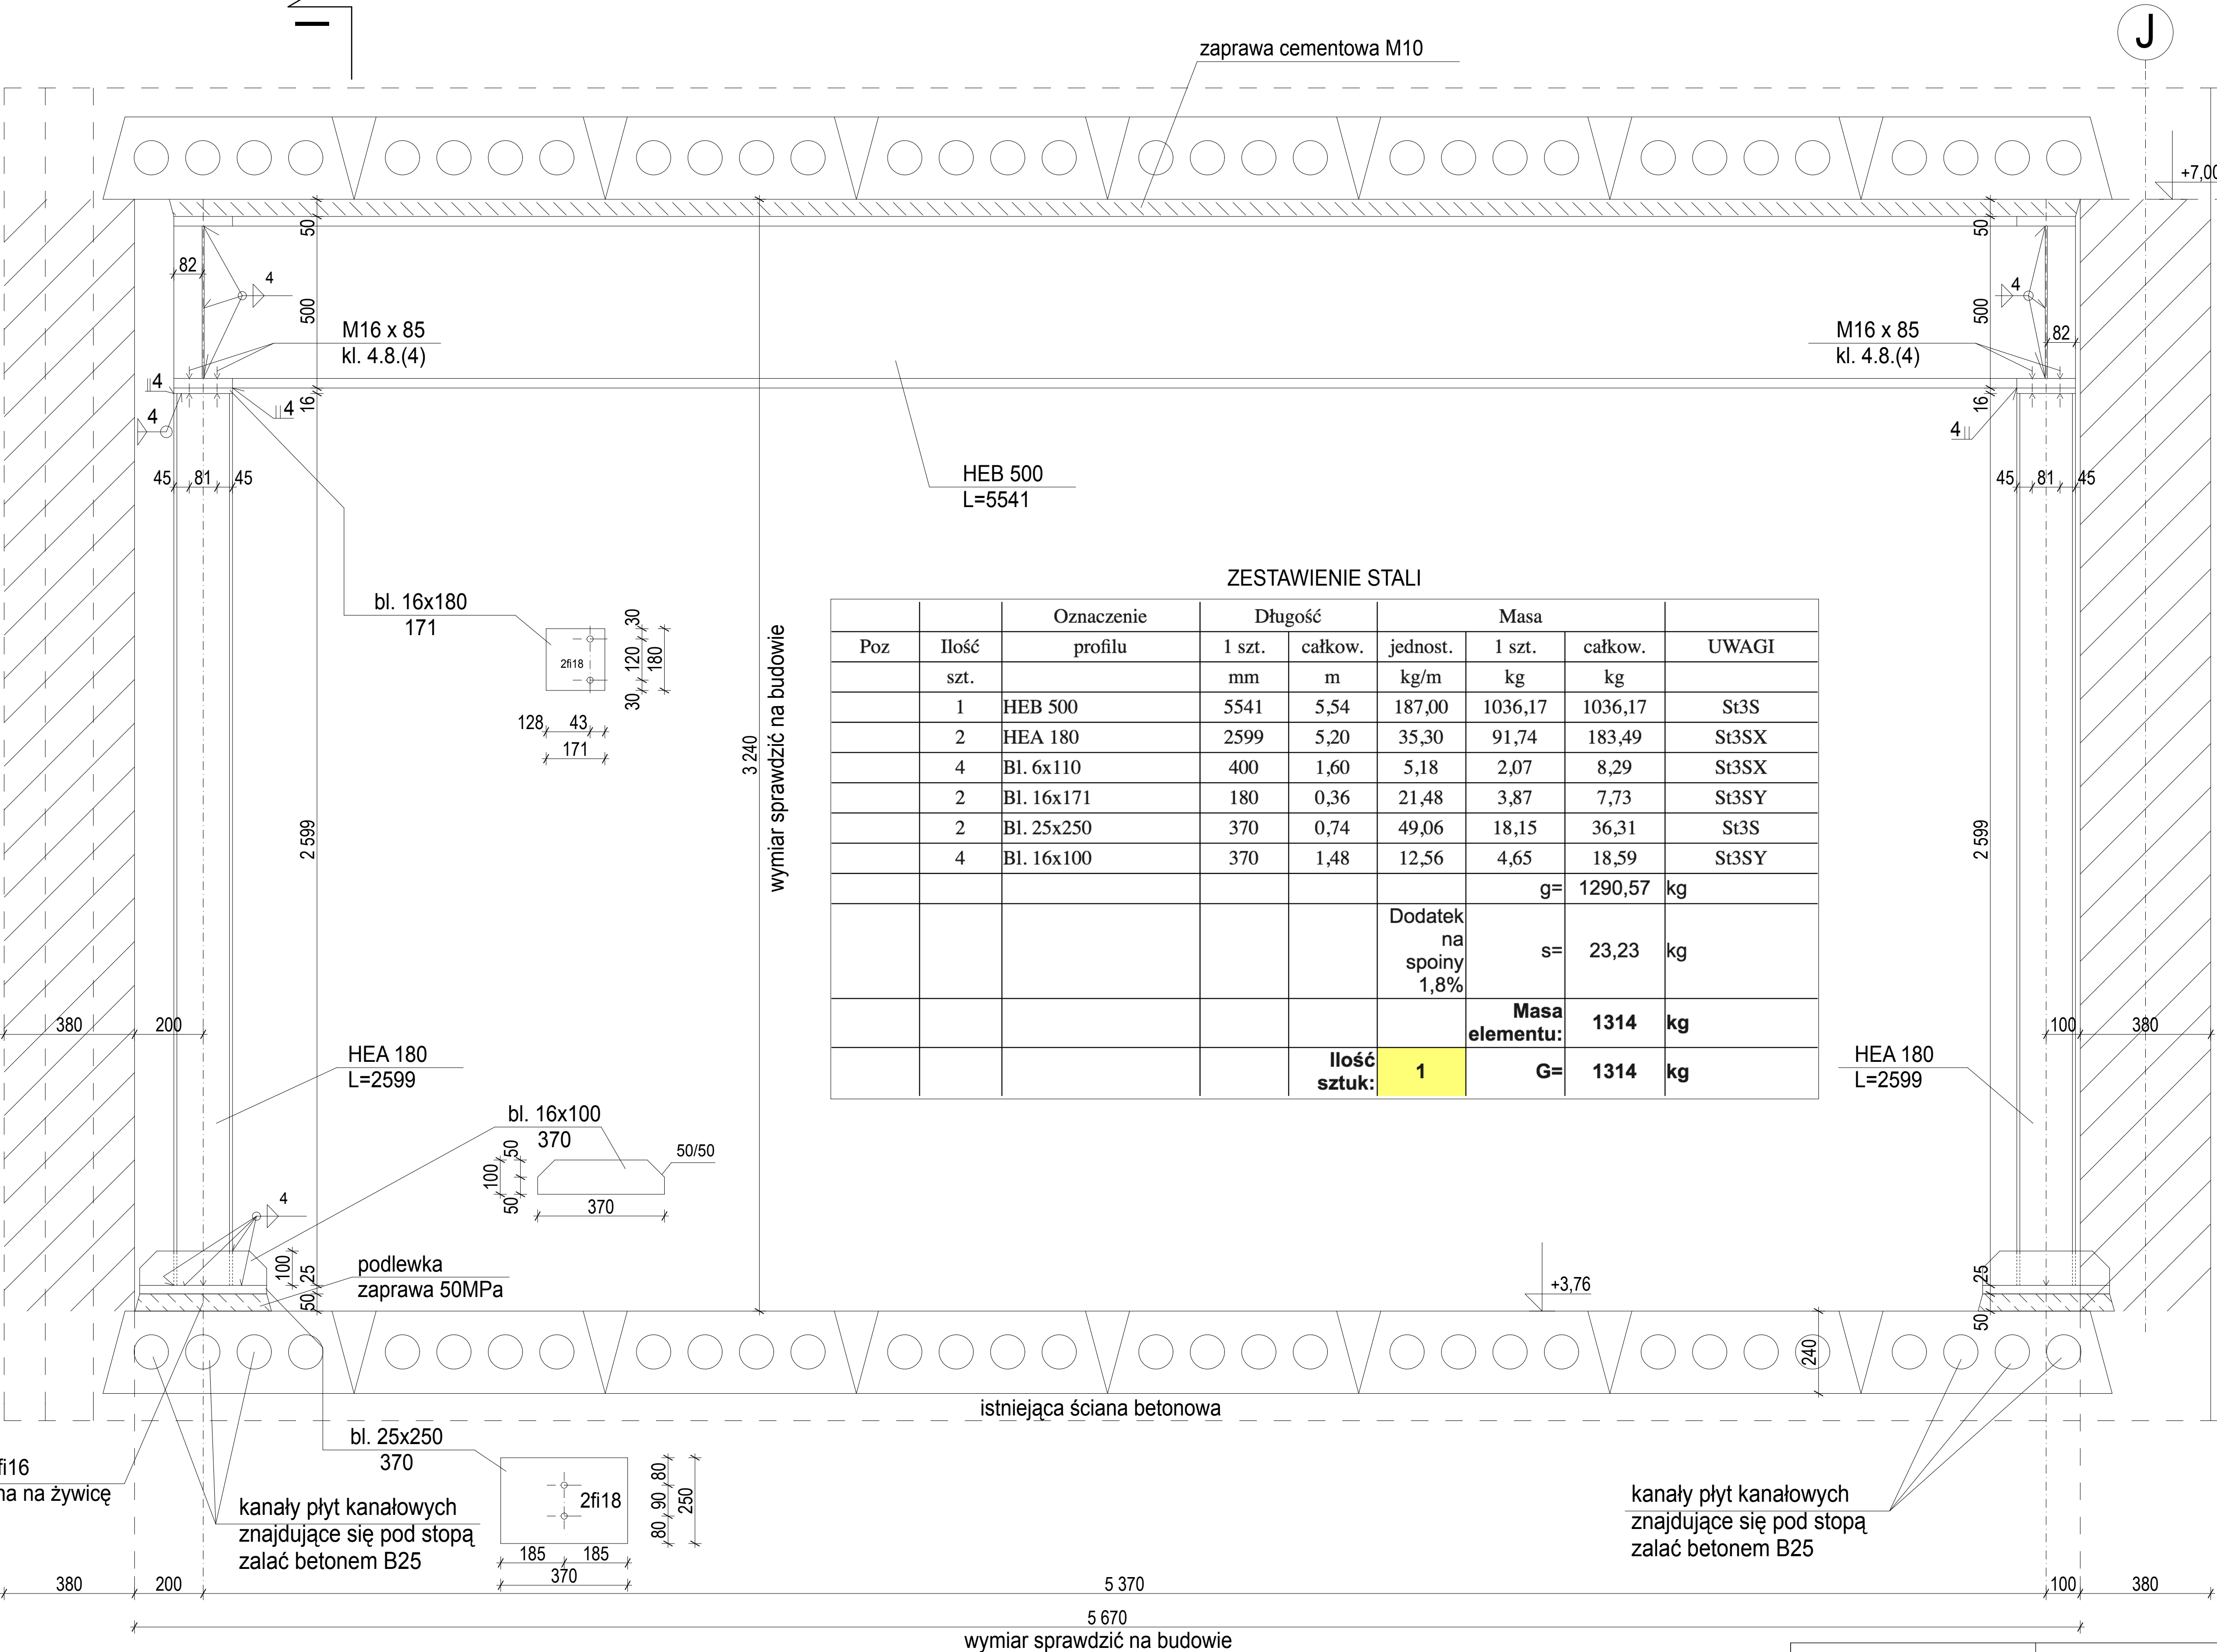 I
J
zaprawa cementowa M10
+7,00
50
50
82
4
4
500
500
82
M16 x 85
kl. 4.8.(4)
M16 x 85
kl. 4.8.(4)
4
4
4
16
16
4
45 81 45
45 81 45
HEB 500
L=5541
bl. 16x180
171
2fi18
30
120
180
30
128 43
171
3 240
wymiar sprawdzić na budowie
2 599
2 599
ZESTAWIENIE STALI
Oznaczenie Długość Masa
Poz Ilość profilu 1 szt. całkow. jednost. 1 szt. całkow. UWAGI
szt. mm m kg/m kg kg
1 HEB 500 5541 5,54 187,00 1036,17 1036,17 St3S
2 HEA 180 2599 5,20 35,30 91,74 183,49 St3SX
4 Bl. 6x110 400 1,60 5,18 2,07 8,29 St3SX
2 Bl. 16x171 180 0,36 21,48 3,87 7,73 St3SY
2 Bl. 25x250 370 0,74 49,06 18,15 36,31 St3S
4 Bl. 16x100 370 1,48 12,56 4,65 18,59 St3SY
g= 1290,57 kg
Dodatek
na
spoiny
1,8%
s= 23,23 kg
Masa
elementu:
1314 kg
Ilość
sztuk:
1 G= 1314 kg
380 200
100 380
HEA 180
L=2599
HEA 180
L=2599
bl. 16x100
370
50/50
100
50
50
370
4
100
25
50
podlewka
zaprawa 50MPa
+3,76
25
50
240
istniejąca ściana betonowa
bl. 25x250
370
2fi18
80
90
80
250
185 185
370
fi16
na żywicę
kanały płyt kanałowych
znajdujące się pod stopą
zalać betonem B25
kanały płyt kanałowych
znajdujące się pod stopą
zalać betonem B25
380 200 5 370 100 380
5 670
wymiar sprawdzić na budowie